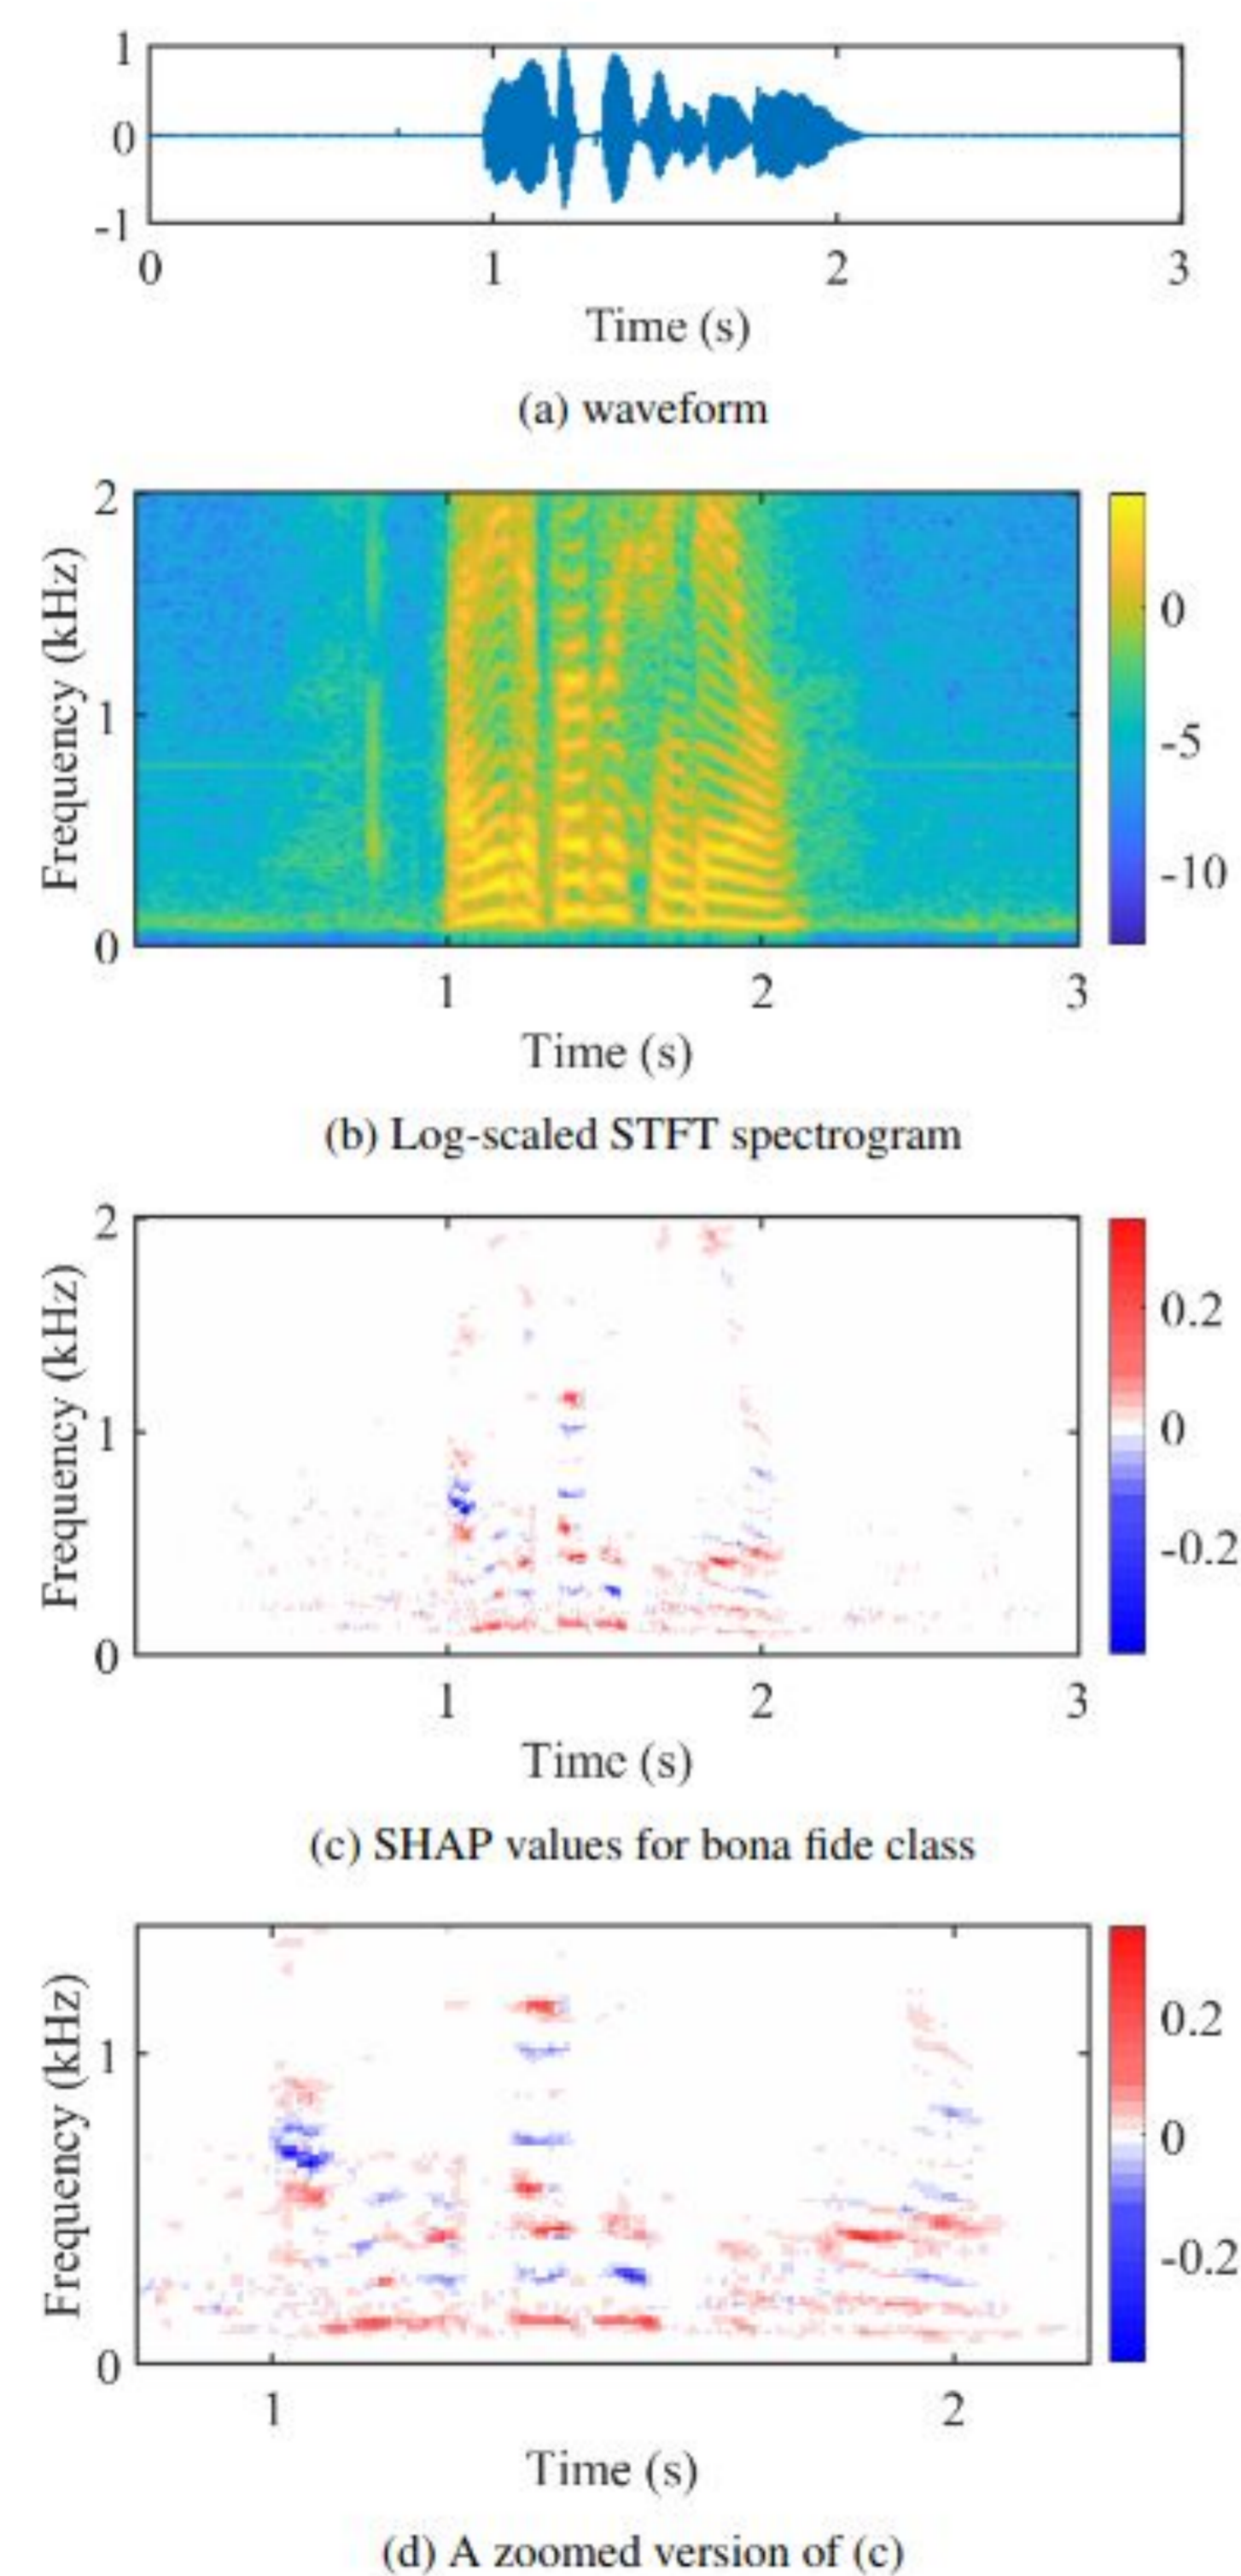 1
0
-1
0 1 2 3
Time (s)
(a) waveform
2
1
0
Frequency (kHz)
0
-5
-10
1 2 3
Time (s)
(b) Log-scaled STFT spectrogram
2
1
0
Frequency (kHz)
0.2
0
-0.2
1 2 3
Time (s)
(c) SHAP values for bona fide class
1
0
Frequency (kHz)
0.2
0
-0.2
1 2
Time (s)
(d) A zoomed version of (c)